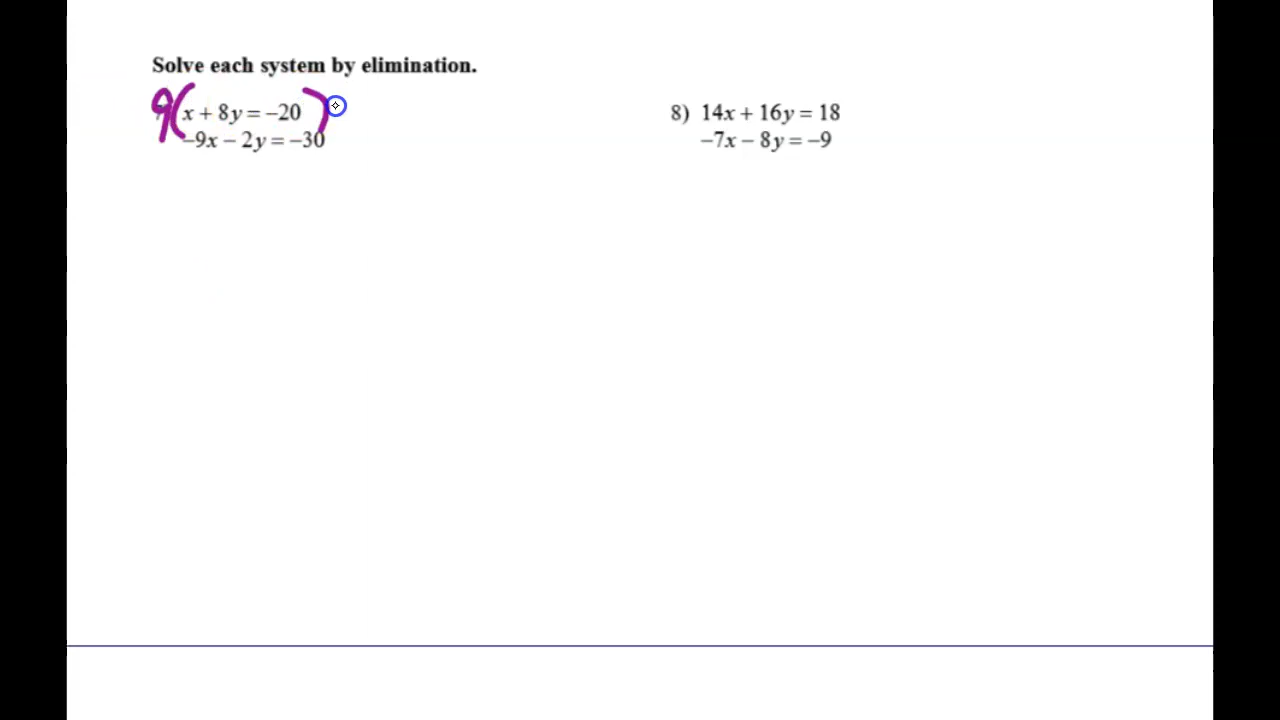 Solve each system by elimination.
9(x + 8y = −20)
−9x − 2y = −30
8) 14x + 16y = 18
−7x − 8y = −9